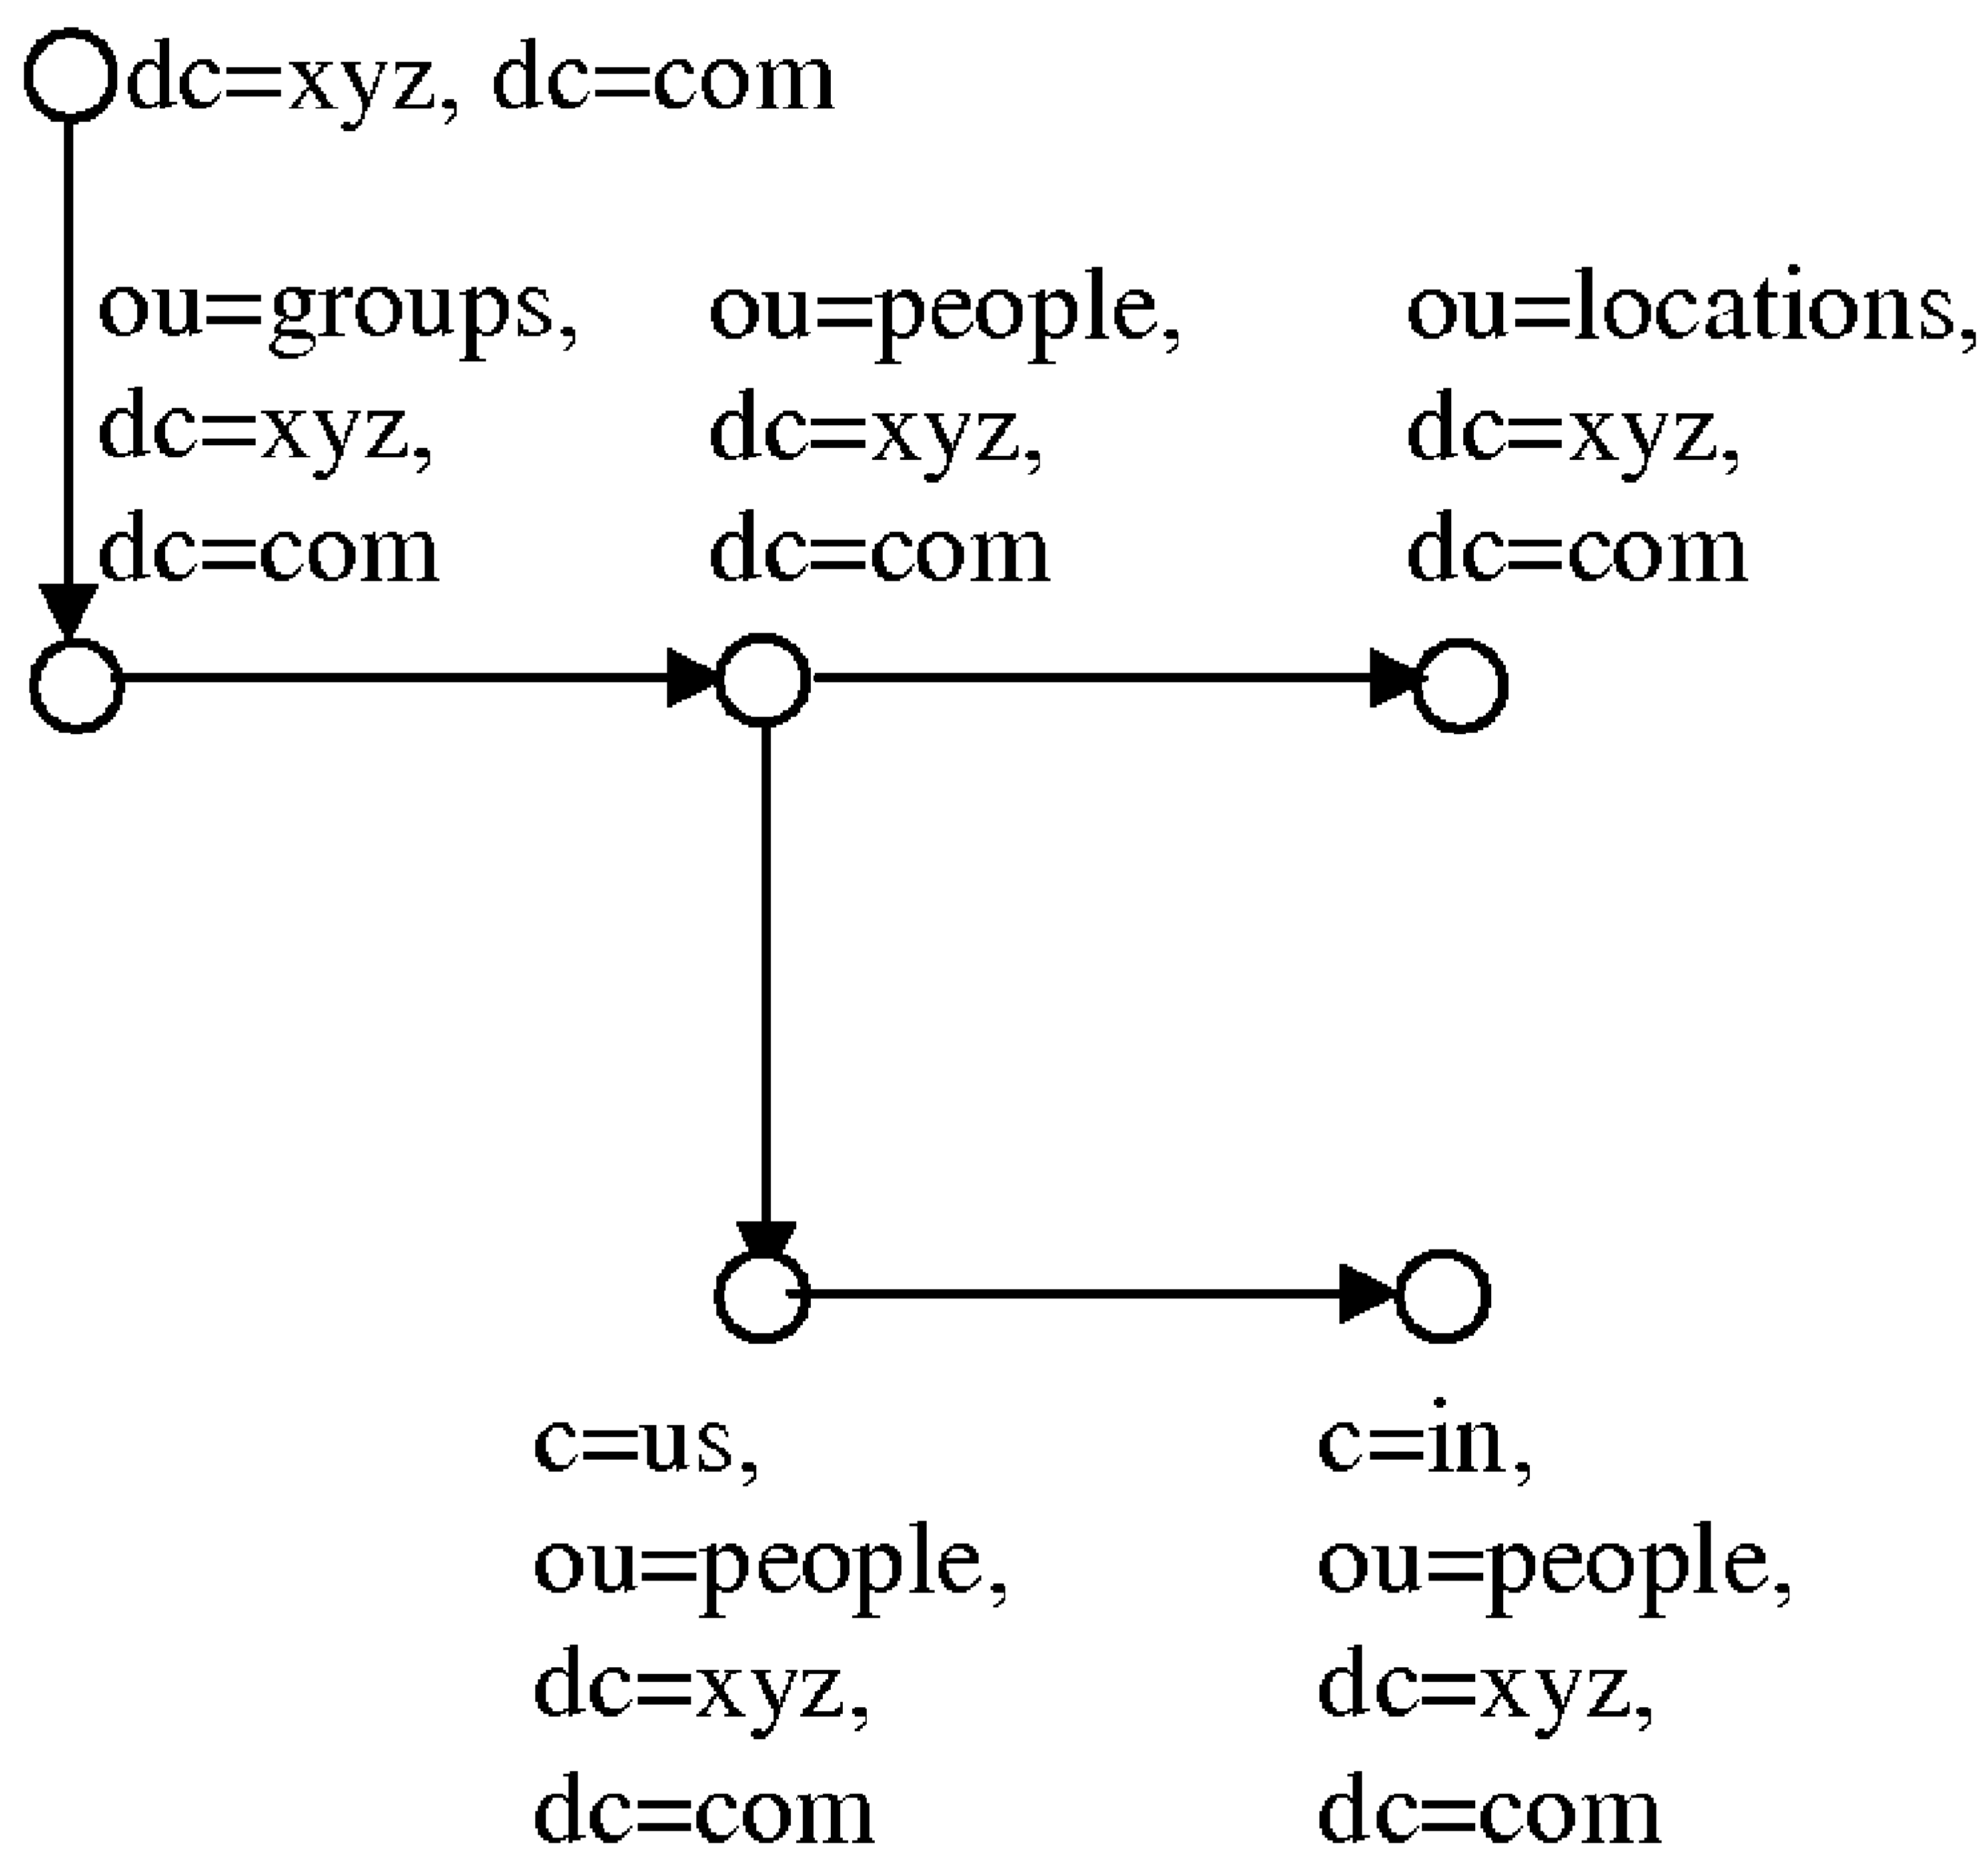 dc=xyz, dc=com
ou=groups,
dc=xyz,
dc=com
ou=people,
dc=xyz,
dc=com
ou=locations,
dc=xyz,
dc=com
c=us,
ou=people,
dc=xyz,
dc=com
c=in,
ou=people,
dc=xyz,
dc=com